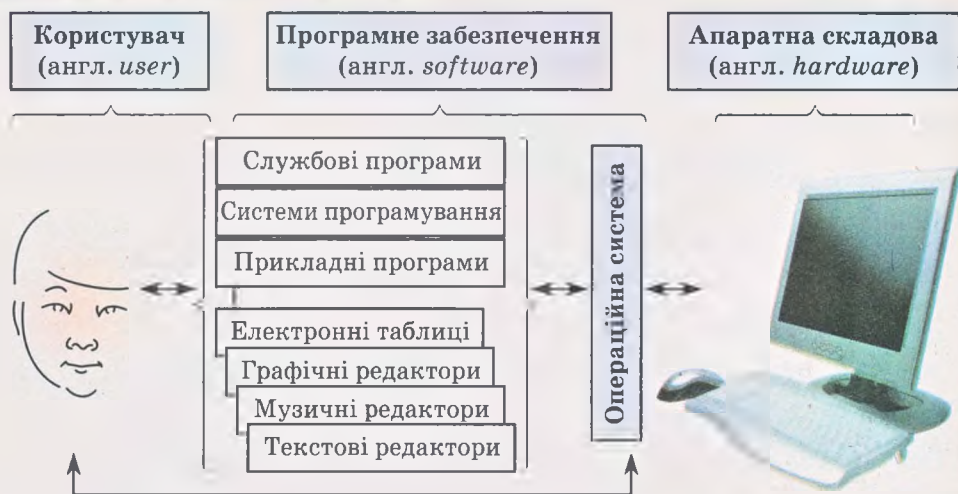 Користувач
(англ. user)
Програмне забезпечення
(англ. software)
Апаратна складова
(англ. hardware)
Службові програми
Системи програмування
Прикладні програми
Електронні таблиці
Графічні редактори
Музичні редактори
Текстові редактори
Операційна система